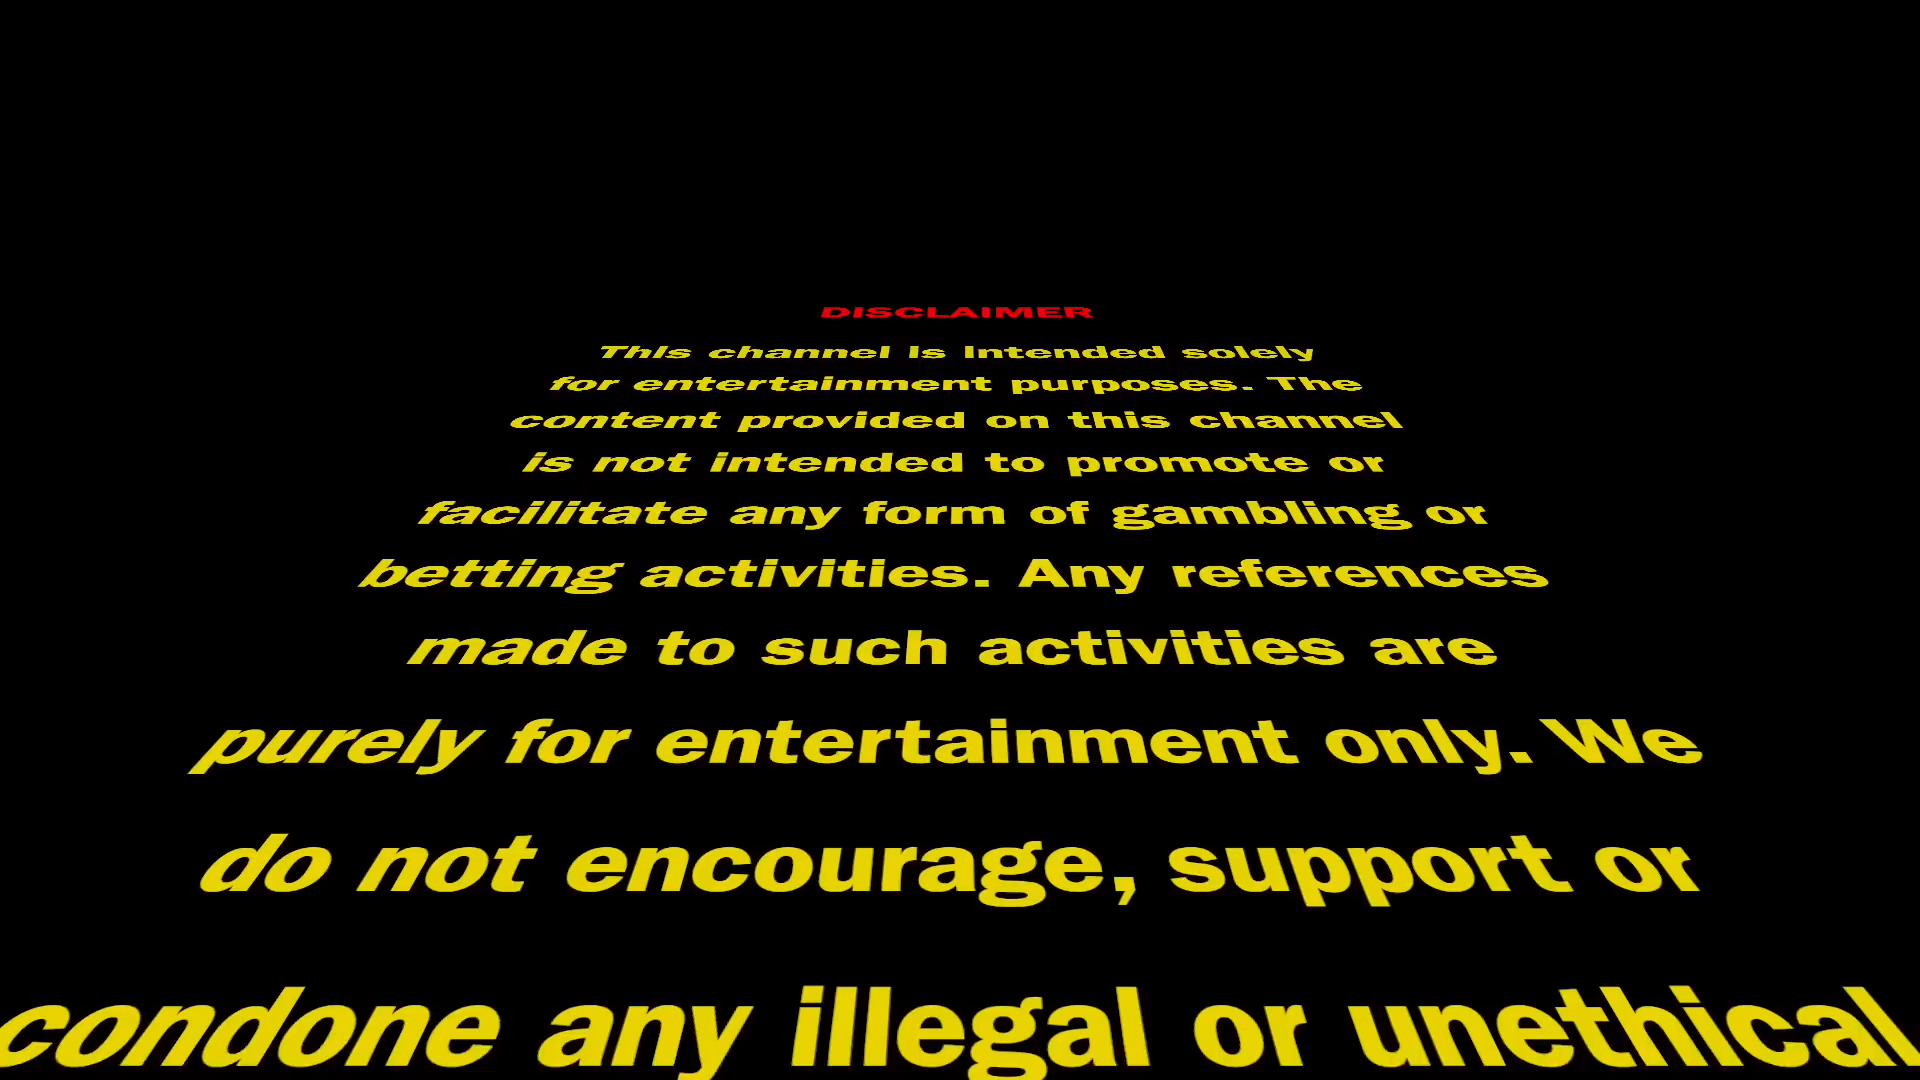 DISCLAIMER
This channel is intended solely
for entertainment purposes. The
content provided on this channel
is not intended to promote or
facilitate any form of gambling or
betting activities. Any references
made to such activities are
purely for entertainment only. We
do not encourage, support or
condone any illegal or unethical